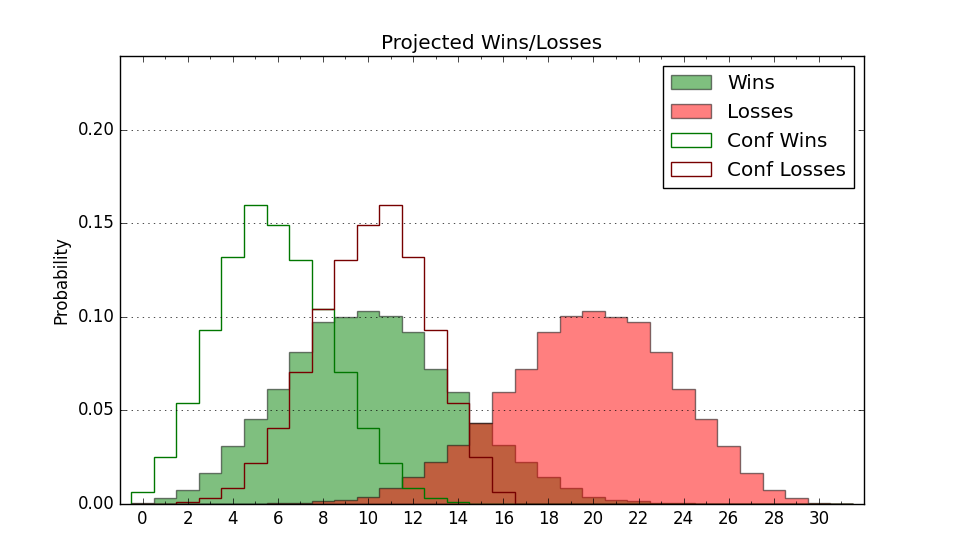 Projected Wins/Losses
Wins
Losses
Conf Wins
Conf Losses
0.20
0.15
0.10
0.05
0.00
Probability
0 2 4 6 8 10 12 14 16 18 20 22 24 26 28 30